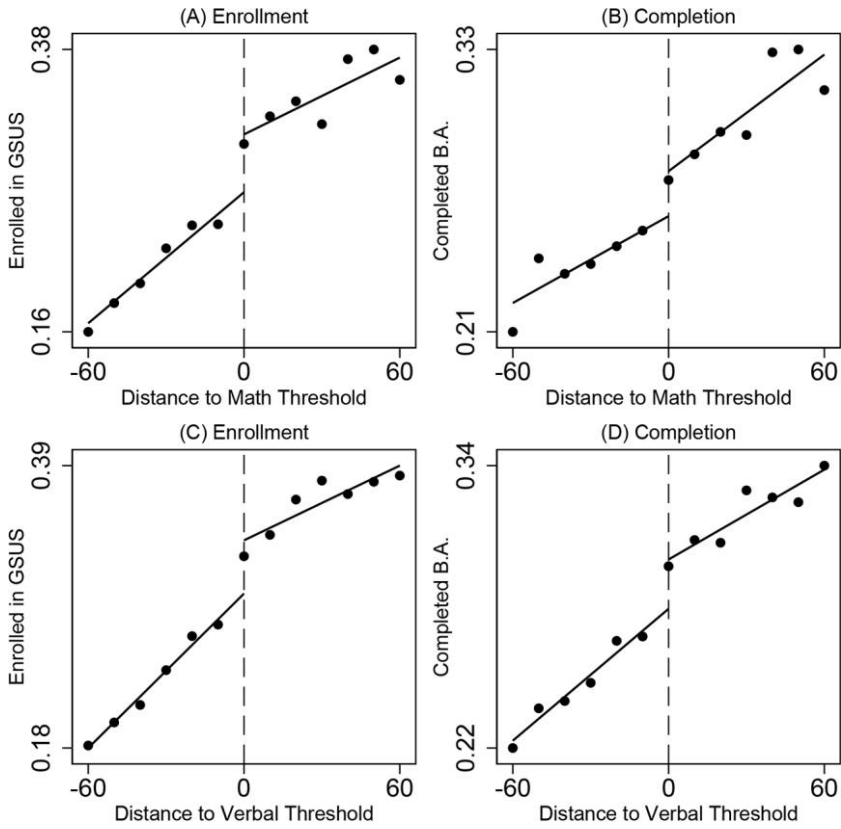 (A) Enrollment
0.38
Enrolled in GSUS
0.16
-60 0 60
Distance to Math Threshold
(B) Completion
0.33
Completed B.A.
0.21
-60 0 60
Distance to Math Threshold
(C) Enrollment
0.39
Enrolled in GSUS
0.18
-60 0 60
Distance to Verbal Threshold
(D) Completion
0.34
Completed B.A.
0.22
-60 0 60
Distance to Verbal Threshold